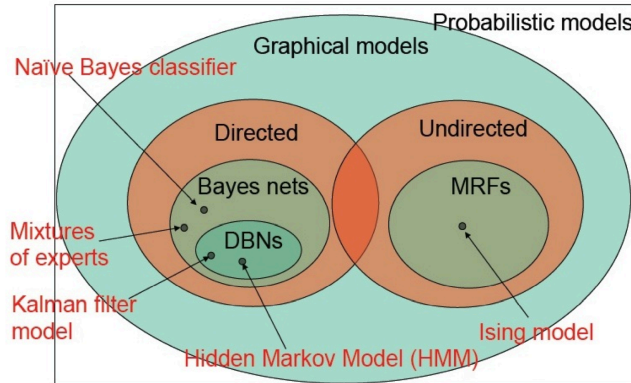 Probabilistic models
Graphical models
Naïve Bayes classifier
Directed
Undirected
Bayes nets
MRFs
DBNs
Mixtures
of experts
Kalman filter
model
Hidden Markov Model (HMM)
Ising model